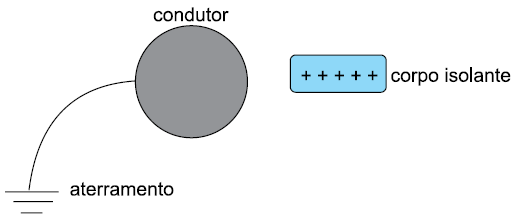 condutor
+ + + + +
corpo isolante
aterramento